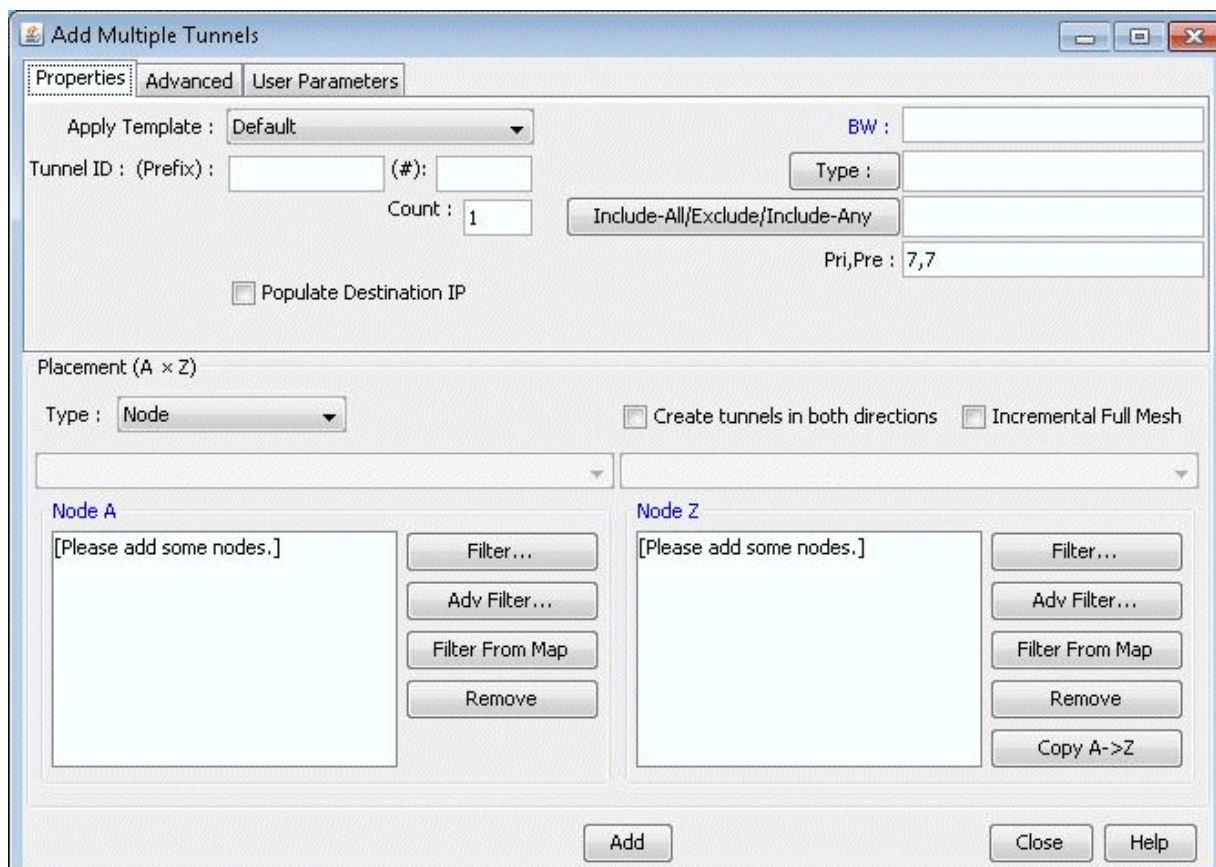 Add Multiple Tunnels
Properties Advanced User Parameters
Apply Template : Default BW :
Tunnel ID : (Prefix) : (#): Type :
Count : 1 Include-All/Exclude/Include-Any
Pri,Pre : 7,7
Populate Destination IP
Placement (A × Z)
Type : Node Create tunnels in both directions Incremental Full Mesh
Node A Node Z
[Please add some nodes.] Filter... [Please add some nodes.] Filter...
Adv Filter... Adv Filter...
Filter From Map Filter From Map
Remove Remove
Copy A->Z
Add Close Help